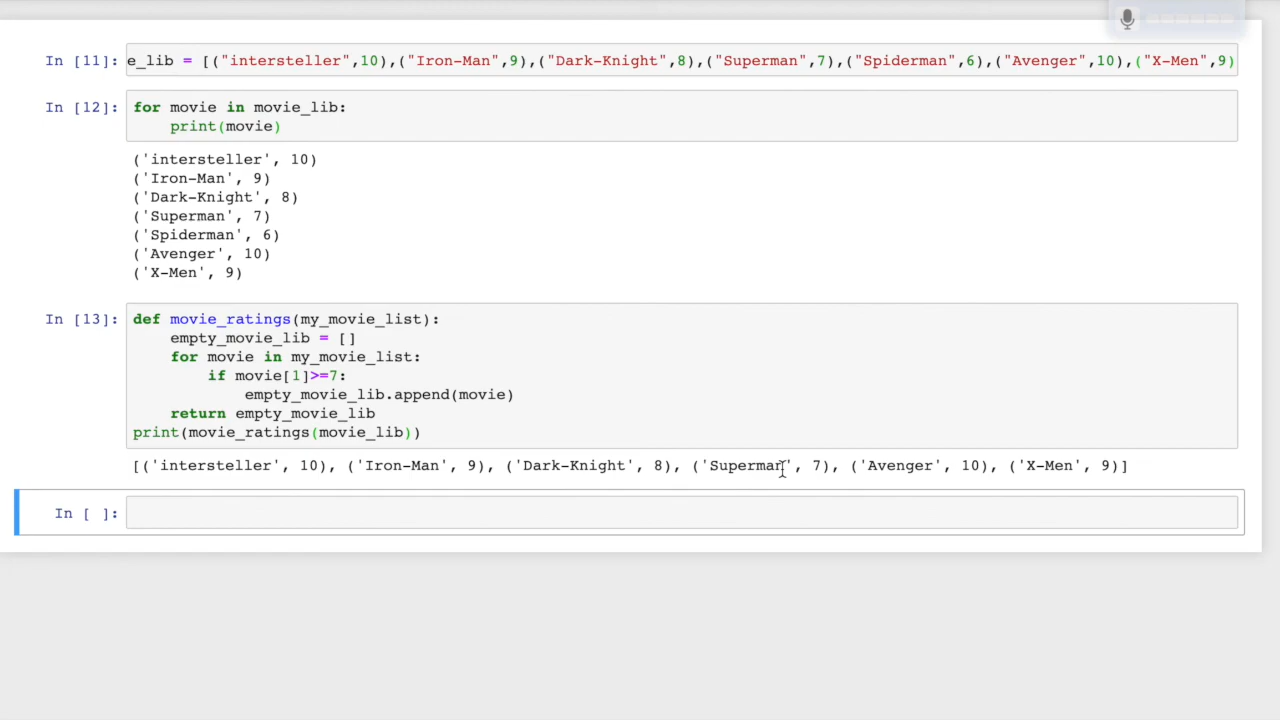 In [11]: e_lib = [("intersteller",10),("Iron-Man",9),("Dark-Knight",8),("Superman",7),("Spiderman",6),("Avenger",10),("X-Men",9)
In [12]: for movie in movie_lib:
print(movie)
('intersteller', 10)
('Iron-Man', 9)
('Dark-Knight', 8)
('Superman', 7)
('Spiderman', 6)
('Avenger', 10)
('X-Men', 9)
In [13]: def movie_ratings(my_movie_list):
empty_movie_lib = []
for movie in my_movie_list:
if movie[1]>=7:
empty_movie_lib.append(movie)
return empty_movie_lib
print(movie_ratings(movie_lib))
[('intersteller', 10), ('Iron-Man', 9), ('Dark-Knight', 8), ('Superman', 7), ('Avenger', 10), ('X-Men', 9)]
In [ ]: